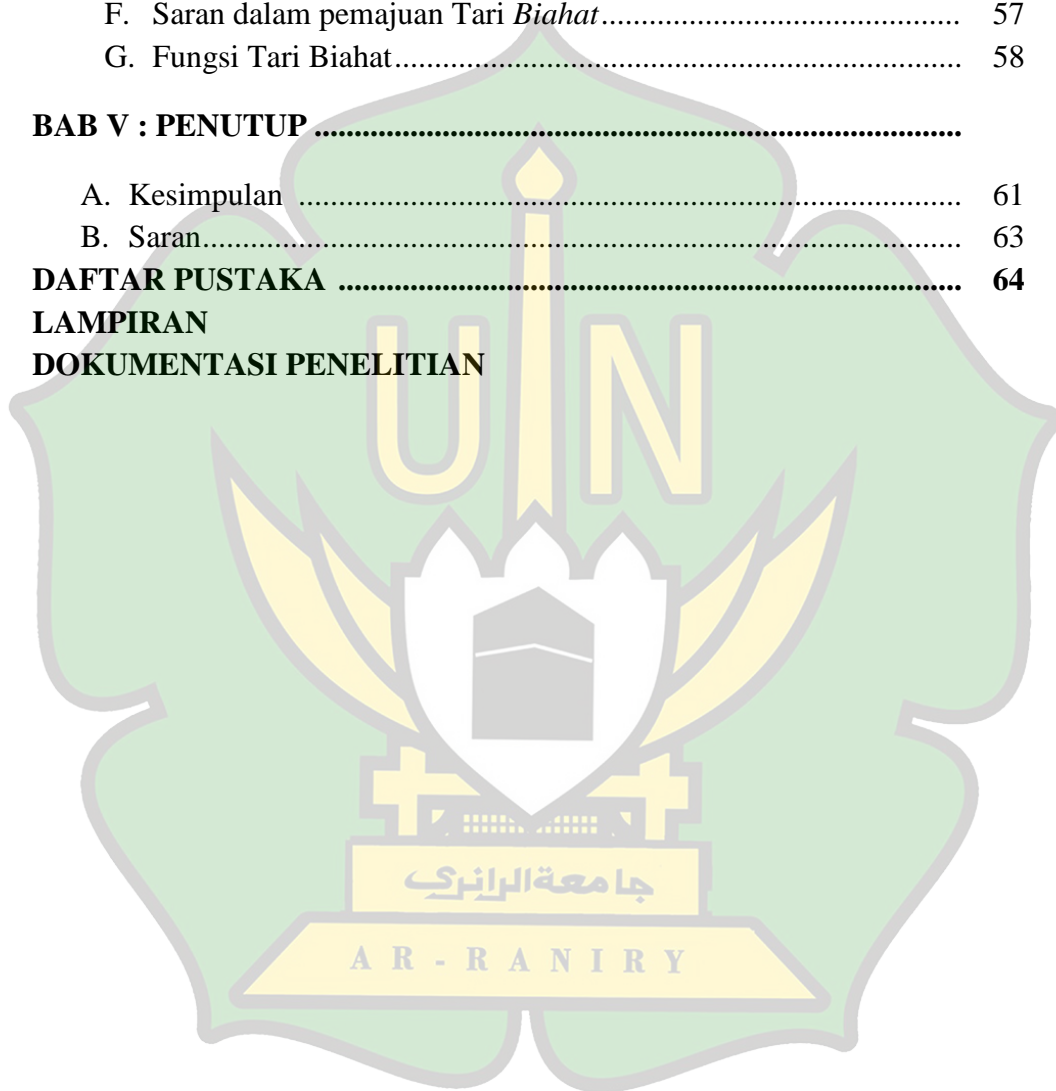 F. Saran dalam pemajuan Tari Biahat............................................. 57
G. Fungsi Tari Biahat....................................................................... 58
BAB V : PENUTUP ..............................................................................
A. Kesimpulan .................................................................................. 61
B. Saran............................................................................................... 63
DAFTAR PUSTAKA ........................................................................... 64
LAMPIRAN
DOKUMENTASI PENELITIAN
UIN
جامعةالرانري
AR-RANIRY